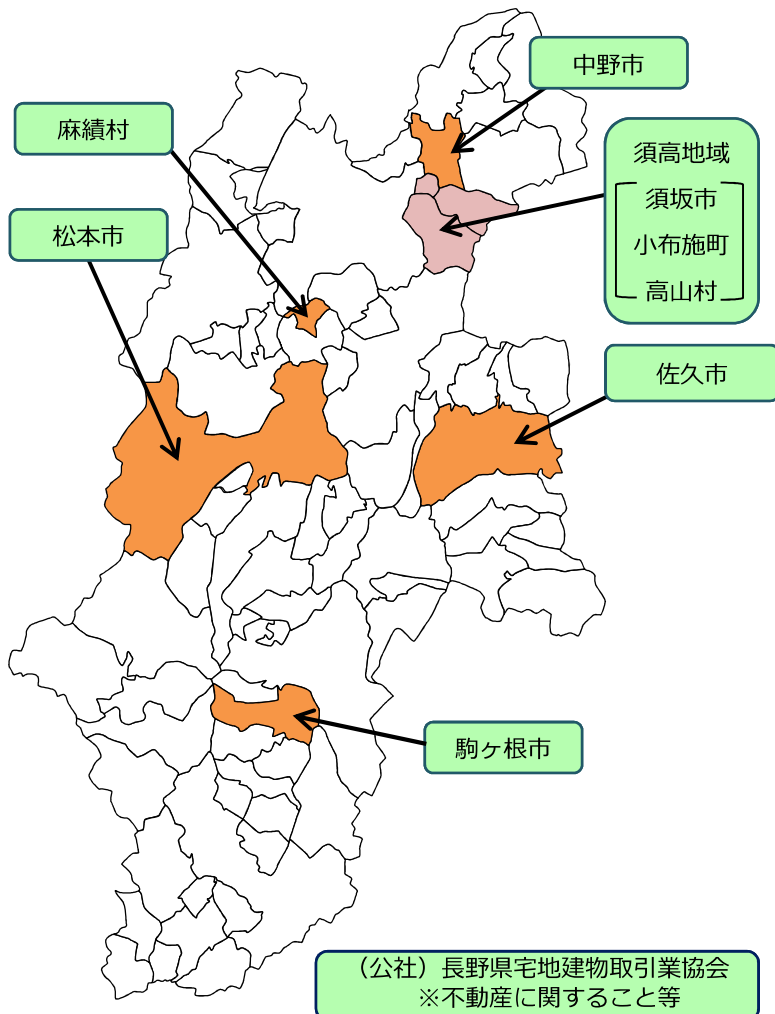 中野市
麻績村
須高地域
須坂市
小布施町
高山村
松本市
佐久市
駒ヶ根市
（公社）長野県宅地建物取引業協会
※不動産に関すること等